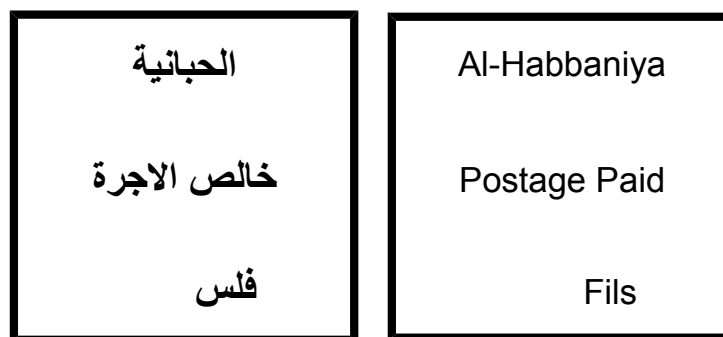 الحبانية
خالص الاجرة
فلس
Al-Habbaniya
Postage Paid
Fils